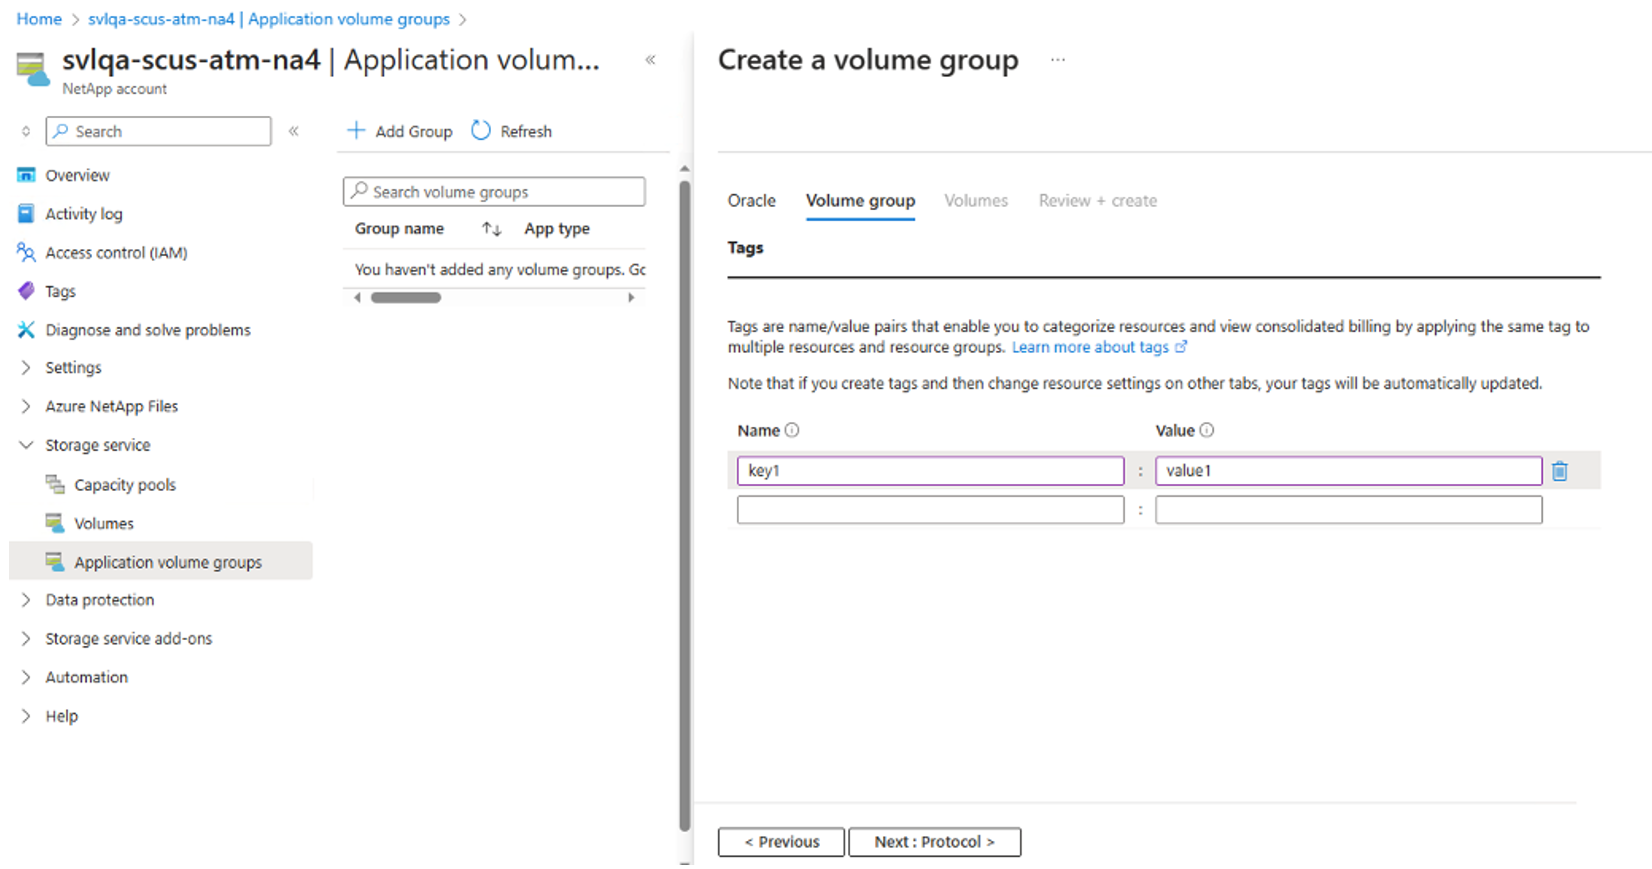 Home > svlqa-scus-atm-na4 | Application volume groups >
svlqa-scus-atm-na4 | Application volum...
NetApp account
Search
Overview
Activity log
Access control (IAM)
Tags
Diagnose and solve problems
Settings
Azure NetApp Files
Storage service
Capacity pools
Volumes
Application volume groups
Data protection
Storage service add-ons
Automation
Help
Add Group Refresh
Search volume groups
Group name App type
You haven't added any volume groups. Gc
Create a volume group ...
Oracle Volume group Volumes Review + create
Tags
Tags are name/value pairs that enable you to categorize resources and view consolidated billing by applying the same tag to
multiple resources and resource groups. Learn more about tags
Note that if you create tags and then change resource settings on other tabs, your tags will be automatically updated.
Name Value
key1 : value1
:
< Previous Next : Protocol >